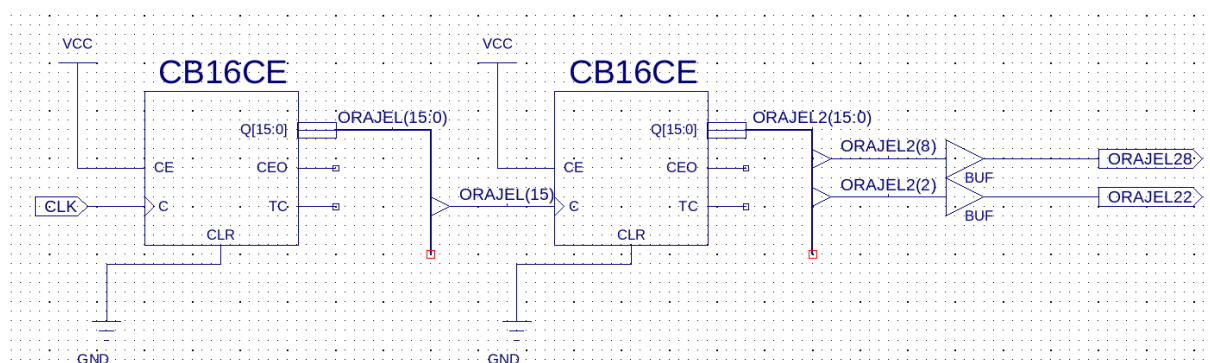 VCC
VCC
CB16CE
CB16CE
ORAJEL(15:0)
ORAJEL2(15:0)
Q[15:0]
Q[15:0]
ORAJEL2(8)
CE
CEO
CE
CEO
ORAJEL28
BUF
ORAJEL2(2)
ORAJEL(15)
CLK
C
TC
C
TC
ORAJEL22
BUF
CLR
CLR
GND
GND